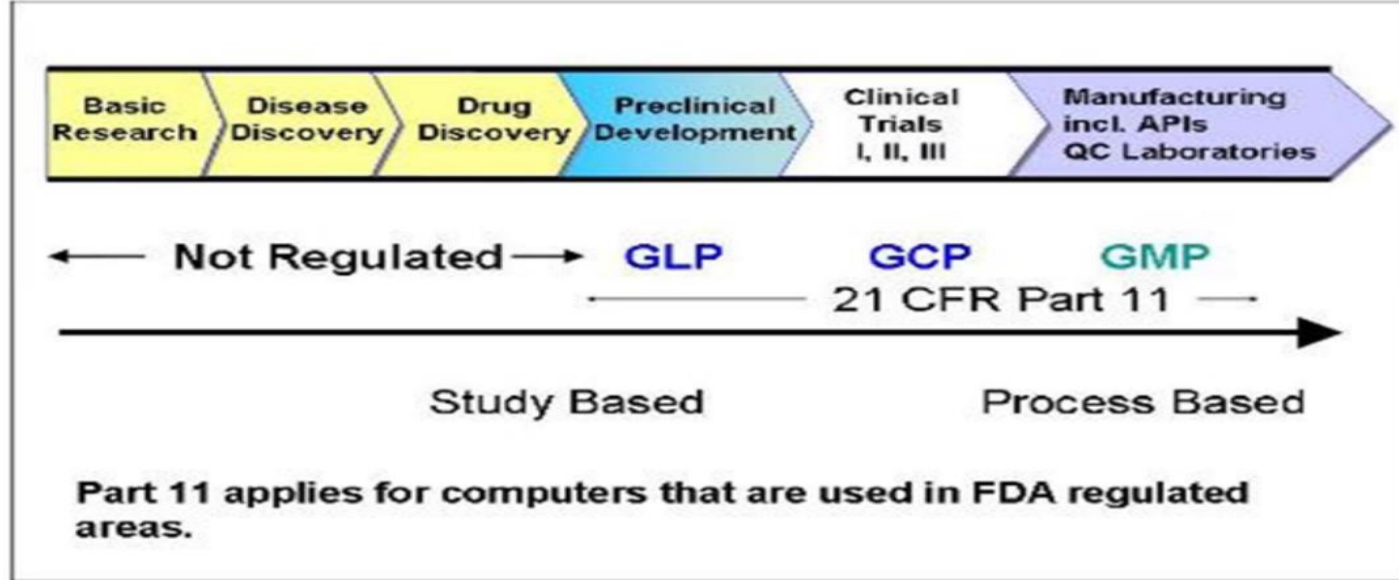 Basic
Research
Disease
Discovery
Drug
Discovery
Preclinical
Development
Clinical
Trials
I, II, III
Manufacturing
incl. APIs
QC Laboratories
Not Regulated
GLP
GCP
GMP
21 CFR Part 11
Study Based
Process Based
Part 11 applies for computers that are used in FDA regulated
areas.